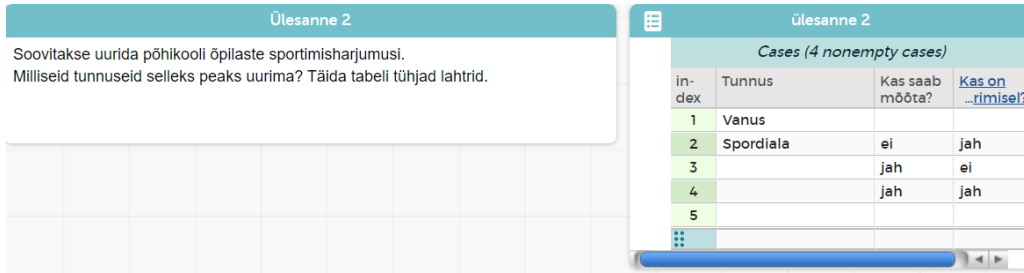 Ülesanne 2
Soovitakse uurida põhikooli õpilaste sportimisharjumusi.
Milliseid tunnuseid selleks peaks uurima? Täida tabeli tühjad lahtrid.
ülesanne 2
Cases (4 nonempty cases)
in-dex Tunnus Kas saab mõõta? Kas on ...rimisel?
1 Vanus
2 Spordiala ei jah
3 jah ei
4 jah jah
5